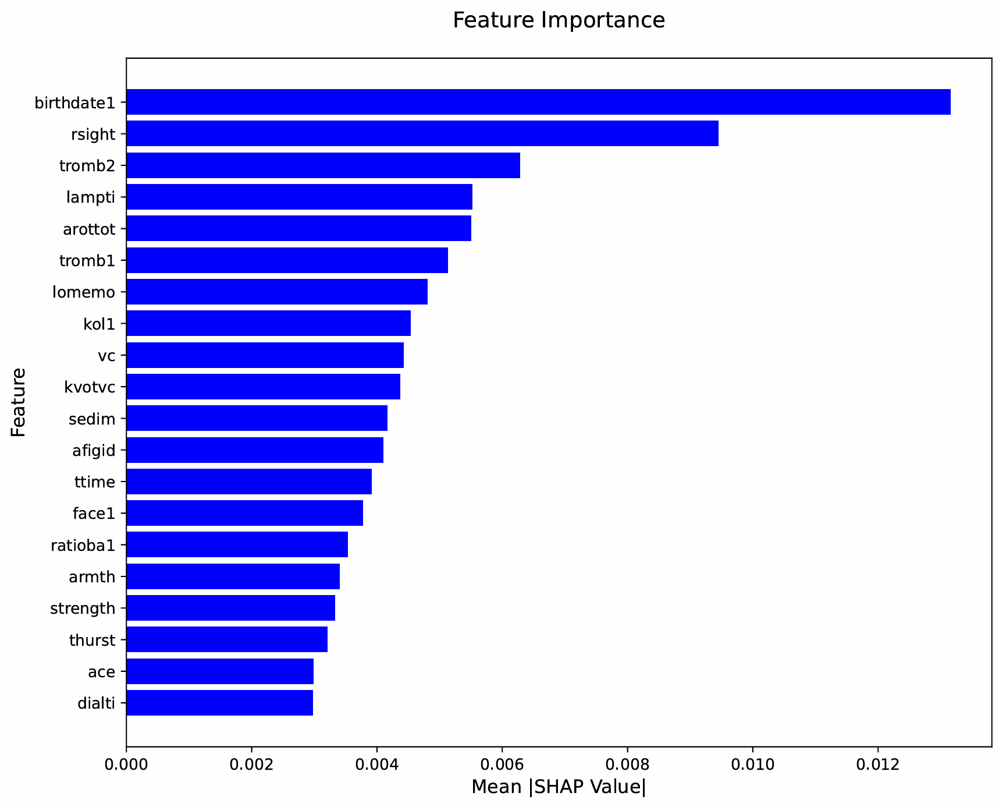 Feature Importance
birthdate1
rsight
tromb2
lampti
arottot
tromb1
lomemo
kol1
vc
kvotvc
sedim
afigid
ttime
face1
ratioba1
armth
strength
thurst
ace
dialti
Feature
0.000 0.002 0.004 0.006 0.008 0.010 0.012
Mean |SHAP Value|